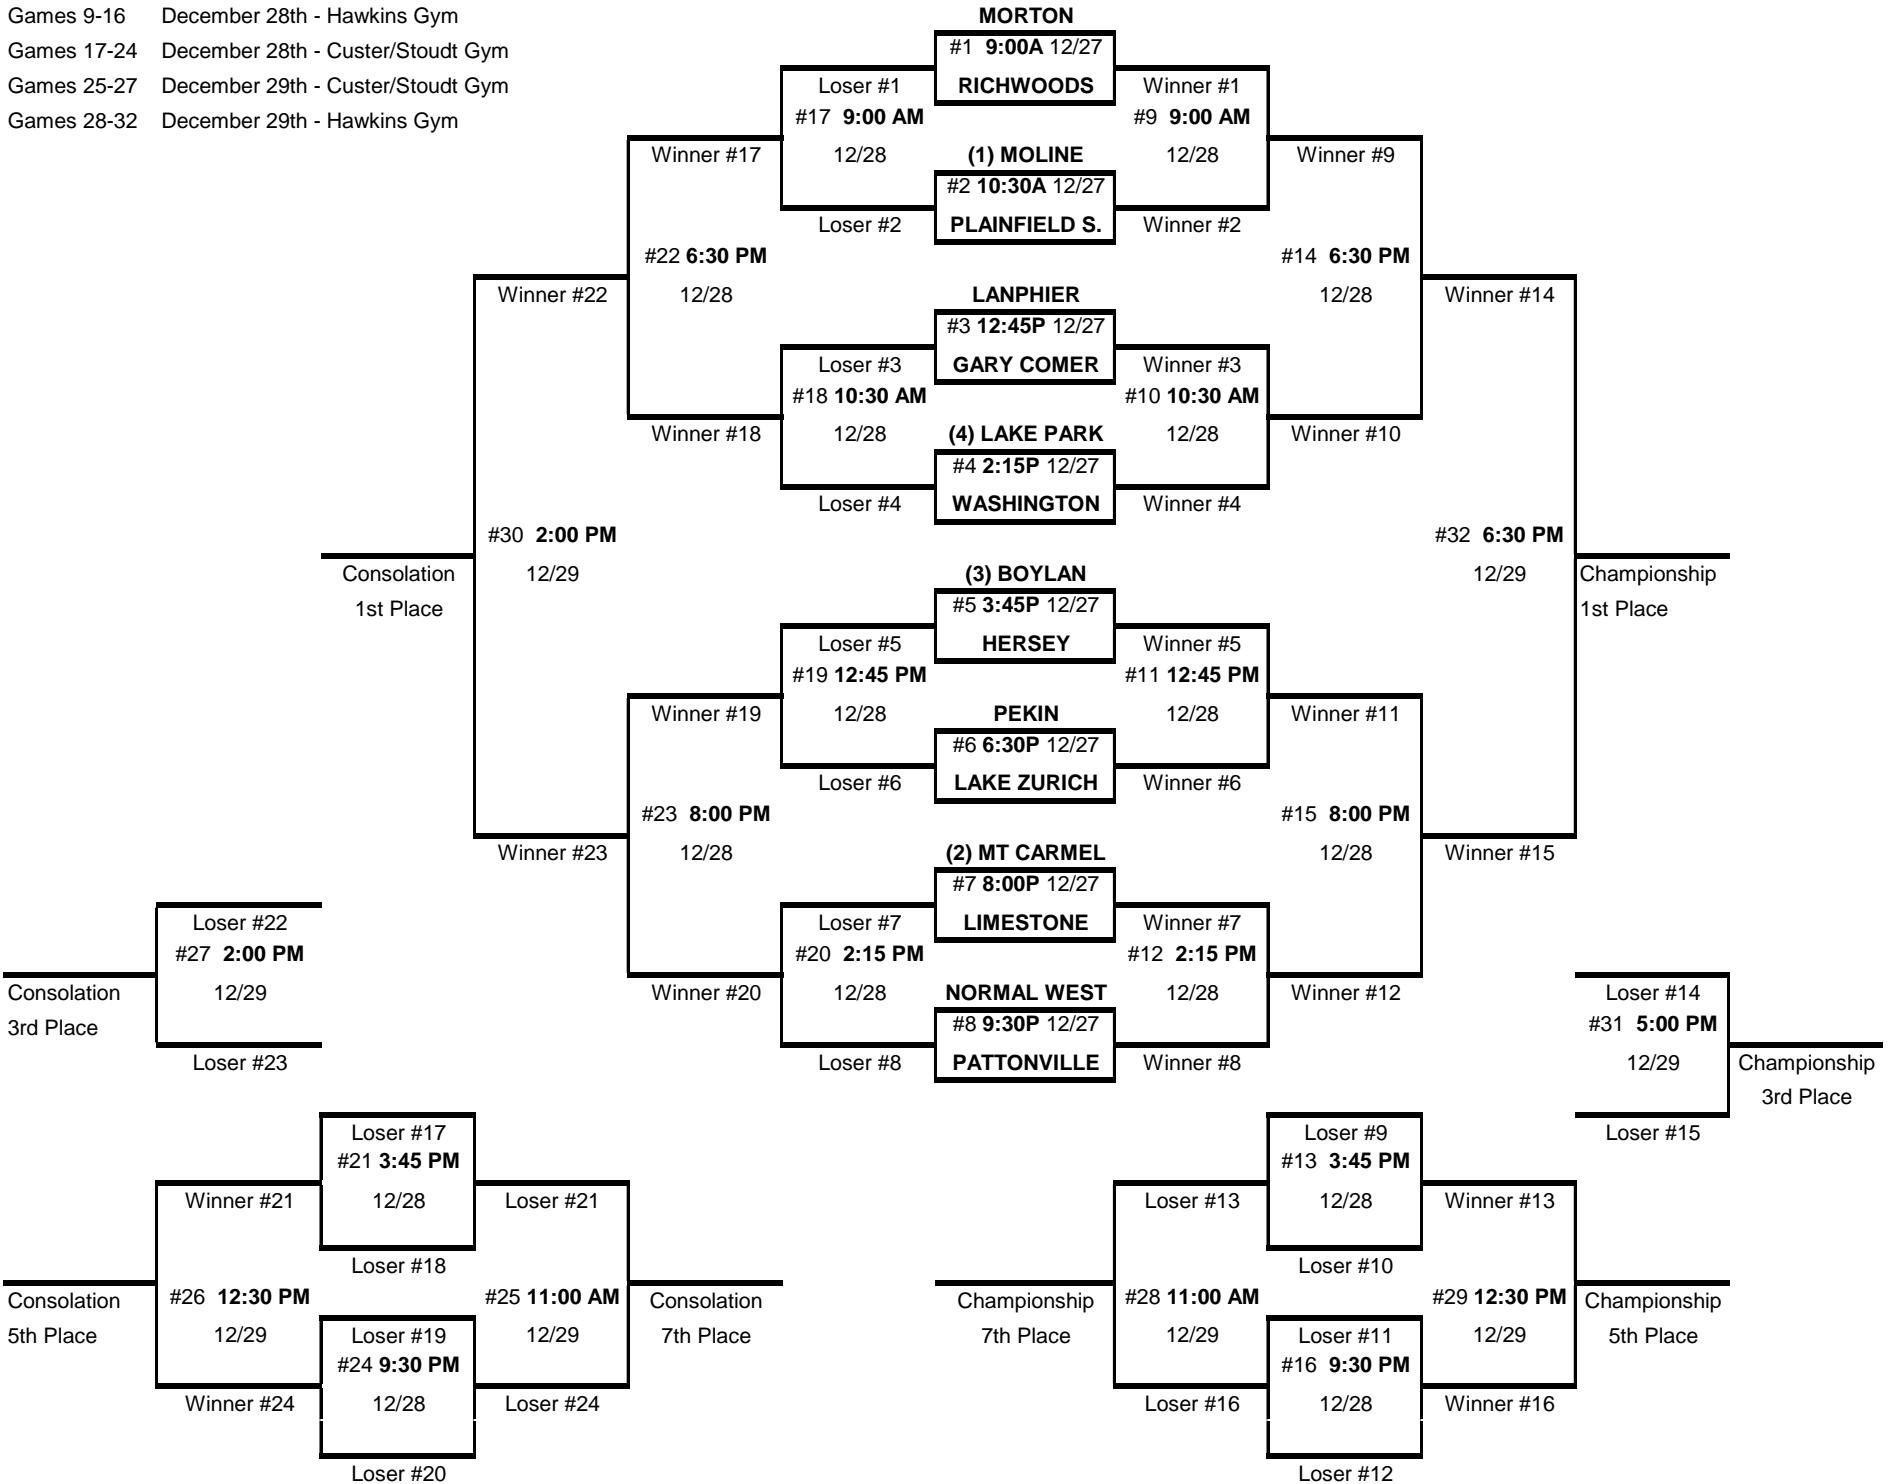 Games 9-16 December 28th - Hawkins Gym
Games 17-24 December 28th - Custer/Stoudt Gym
Games 25-27 December 29th - Custer/Stoudt Gym
Games 28-32 December 29th - Hawkins Gym
MORTON
#1 9:00A 12/27
Loser #1 RICHWOODS Winner #1
#17 9:00 AM #9 9:00 AM
Winner #17 12/28 (1) MOLINE 12/28 Winner #9
#2 10:30A 12/27
Loser #2 PLAINFIELD S. Winner #2
#22 6:30 PM #14 6:30 PM
Winner #22 12/28 LANPHIER 12/28 Winner #14
#3 12:45P 12/27
Loser #3 GARY COMER Winner #3
#18 10:30 AM #10 10:30 AM
Winner #18 12/28 (4) LAKE PARK 12/28 Winner #10
#4 2:15P 12/27
Loser #4 WASHINGTON Winner #4
#30 2:00 PM #32 6:30 PM
Consolation 12/29 (3) BOYLAN 12/29 Championship
1st Place #5 3:45P 12/27 1st Place
Loser #5 HERSEY Winner #5
#19 12:45 PM #11 12:45 PM
Winner #19 12/28 PEKIN 12/28 Winner #11
#6 6:30P 12/27
Loser #6 LAKE ZURICH Winner #6
#23 8:00 PM #15 8:00 PM
Winner #23 12/28 (2) MT CARMEL 12/28 Winner #15
#7 8:00P 12/27
Loser #22 Loser #7 LIMESTONE Winner #7
#27 2:00 PM #20 2:15 PM #12 2:15 PM
Consolation 12/29 Winner #20 12/28 NORMAL WEST 12/28 Winner #12 Loser #14
3rd Place #8 9:30P 12/27 #31 5:00 PM
Loser #23 Loser #8 PATTONVILLE Winner #8 12/29 Championship
3rd Place
Loser #17 Loser #9 Loser #15
#21 3:45 PM #13 3:45 PM
Winner #21 12/28 Loser #21 Loser #13 12/28 Winner #13
Loser #18 Loser #10
Consolation #26 12:30 PM #25 11:00 AM Consolation Championship #28 11:00 AM #29 12:30 PM Championship
5th Place 12/29 Loser #19 12/29 7th Place 7th Place 12/29 Loser #11 12/29 5th Place
#24 9:30 PM #16 9:30 PM
Winner #24 12/28 Loser #24 Loser #16 12/28 Winner #16
Loser #20 Loser #12